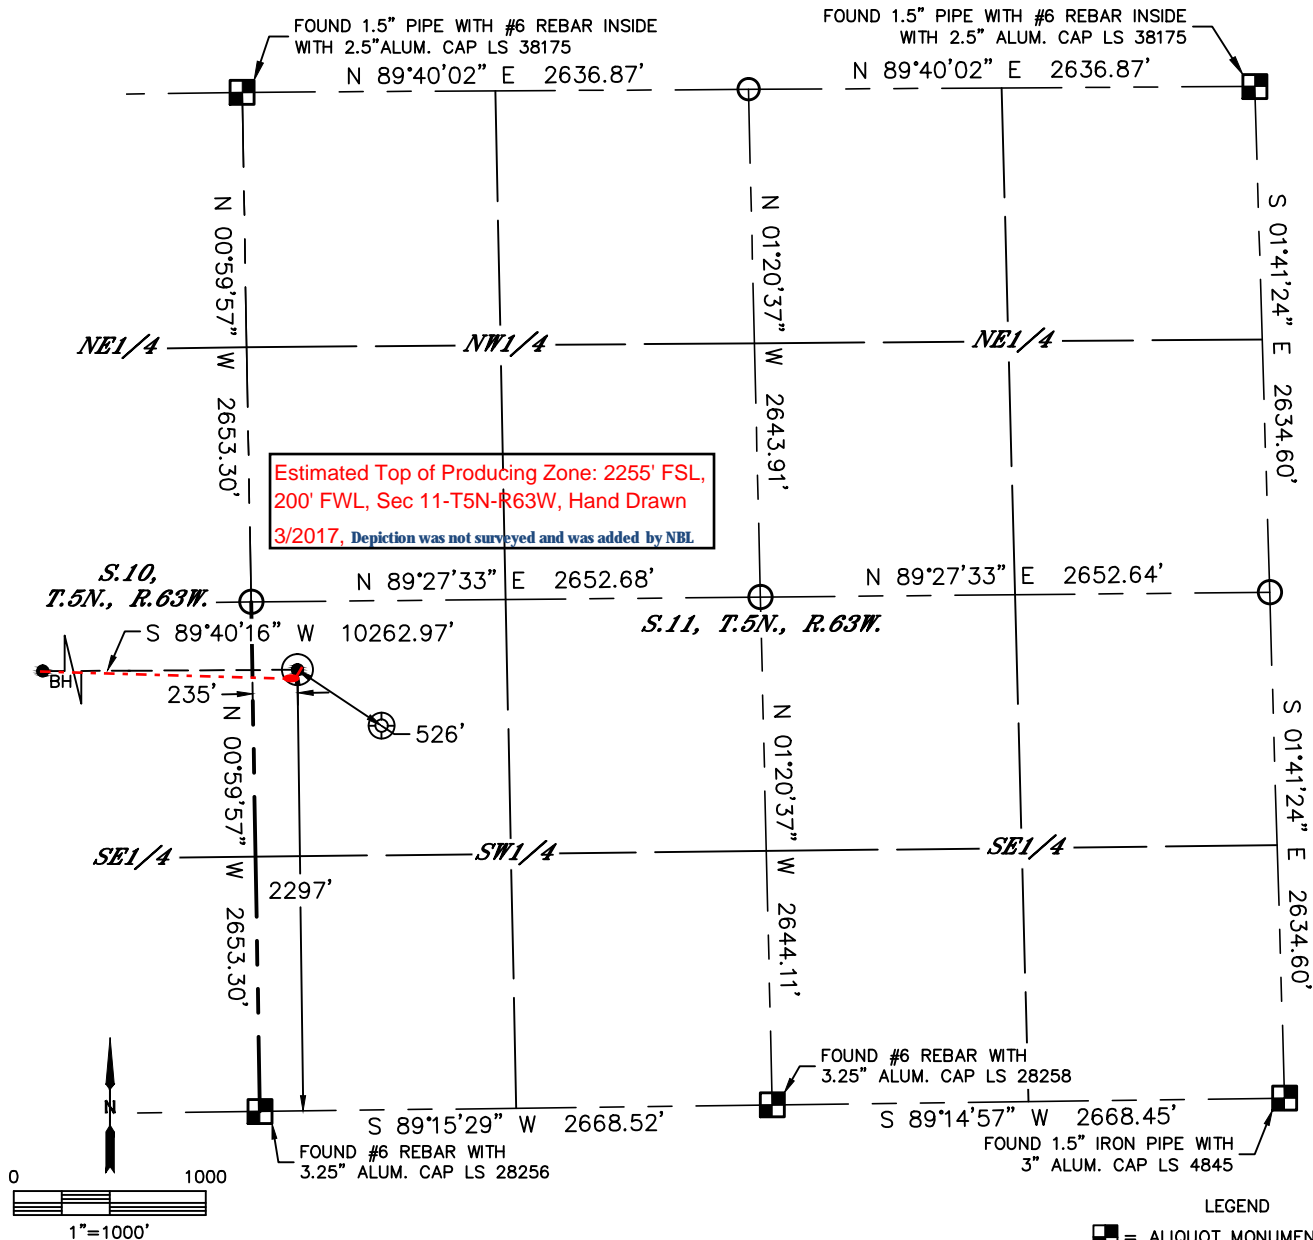 FOUND 1.5" PIPE WITH #6 REBAR INSIDE
WITH 2.5"ALUM. CAP LS 38175
FOUND 1.5" PIPE WITH #6 REBAR INSIDE
WITH 2.5" ALUM. CAP LS 38175
N 89°40'02" E 2636.87'
N 89°40'02" E 2636.87'
N 00°59'57" W 2653.30'
N 01°20'37" W 2643.91'
S 01°41'24" E 2634.60'
NE1/4
NW1/4
NE1/4
Estimated Top of Producing Zone: 2255' FSL,
200' FWL, Sec 11-T5N-R63W, Hand Drawn
3/2017, Depiction was not surveyed and was added by NBL
S.10,
T.5N., R.63W.
N 89°27'33" E 2652.68'
N 89°27'33" E 2652.64'
S.11, T.5N., R.63W.
S 89°40'16" W 10262.97'
BH
235'
526'
N 00°59'57" W 2653.30'
N 01°20'37" W 2644.11'
S 01°41'24" E 2634.60'
SE1/4
SW1/4
SE1/4
2297'
N
FOUND #6 REBAR WITH
3.25" ALUM. CAP LS 28258
S 89°15'29" W 2668.52'
S 89°14'57" W 2668.45'
FOUND #6 REBAR WITH
3.25" ALUM. CAP LS 28256
FOUND 1.5" IRON PIPE WITH
3" ALUM. CAP LS 4845
0 1000
1"=1000'
LEGEND
= ALIQUOT MONUMEN